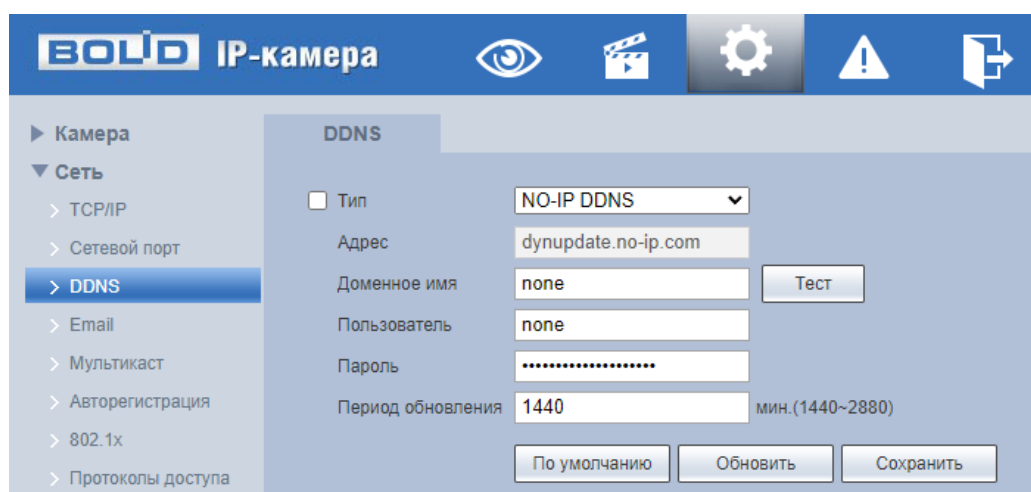 BOLID IP-камера
Камера
DDNS
Сеть
TCP/IP
Тип
NO-IP DDNS
Сетевой порт
Адрес
dynupdate.no-ip.com
DDNS
Доменное имя
none
Тест
Email
Пользователь
none
Мультикаст
Пароль
••••••••••••••••••••
Авторегистрация
Период обновления
1440
мин.(1440~2880)
802.1x
Протоколы доступа
По умолчанию
Обновить
Сохранить